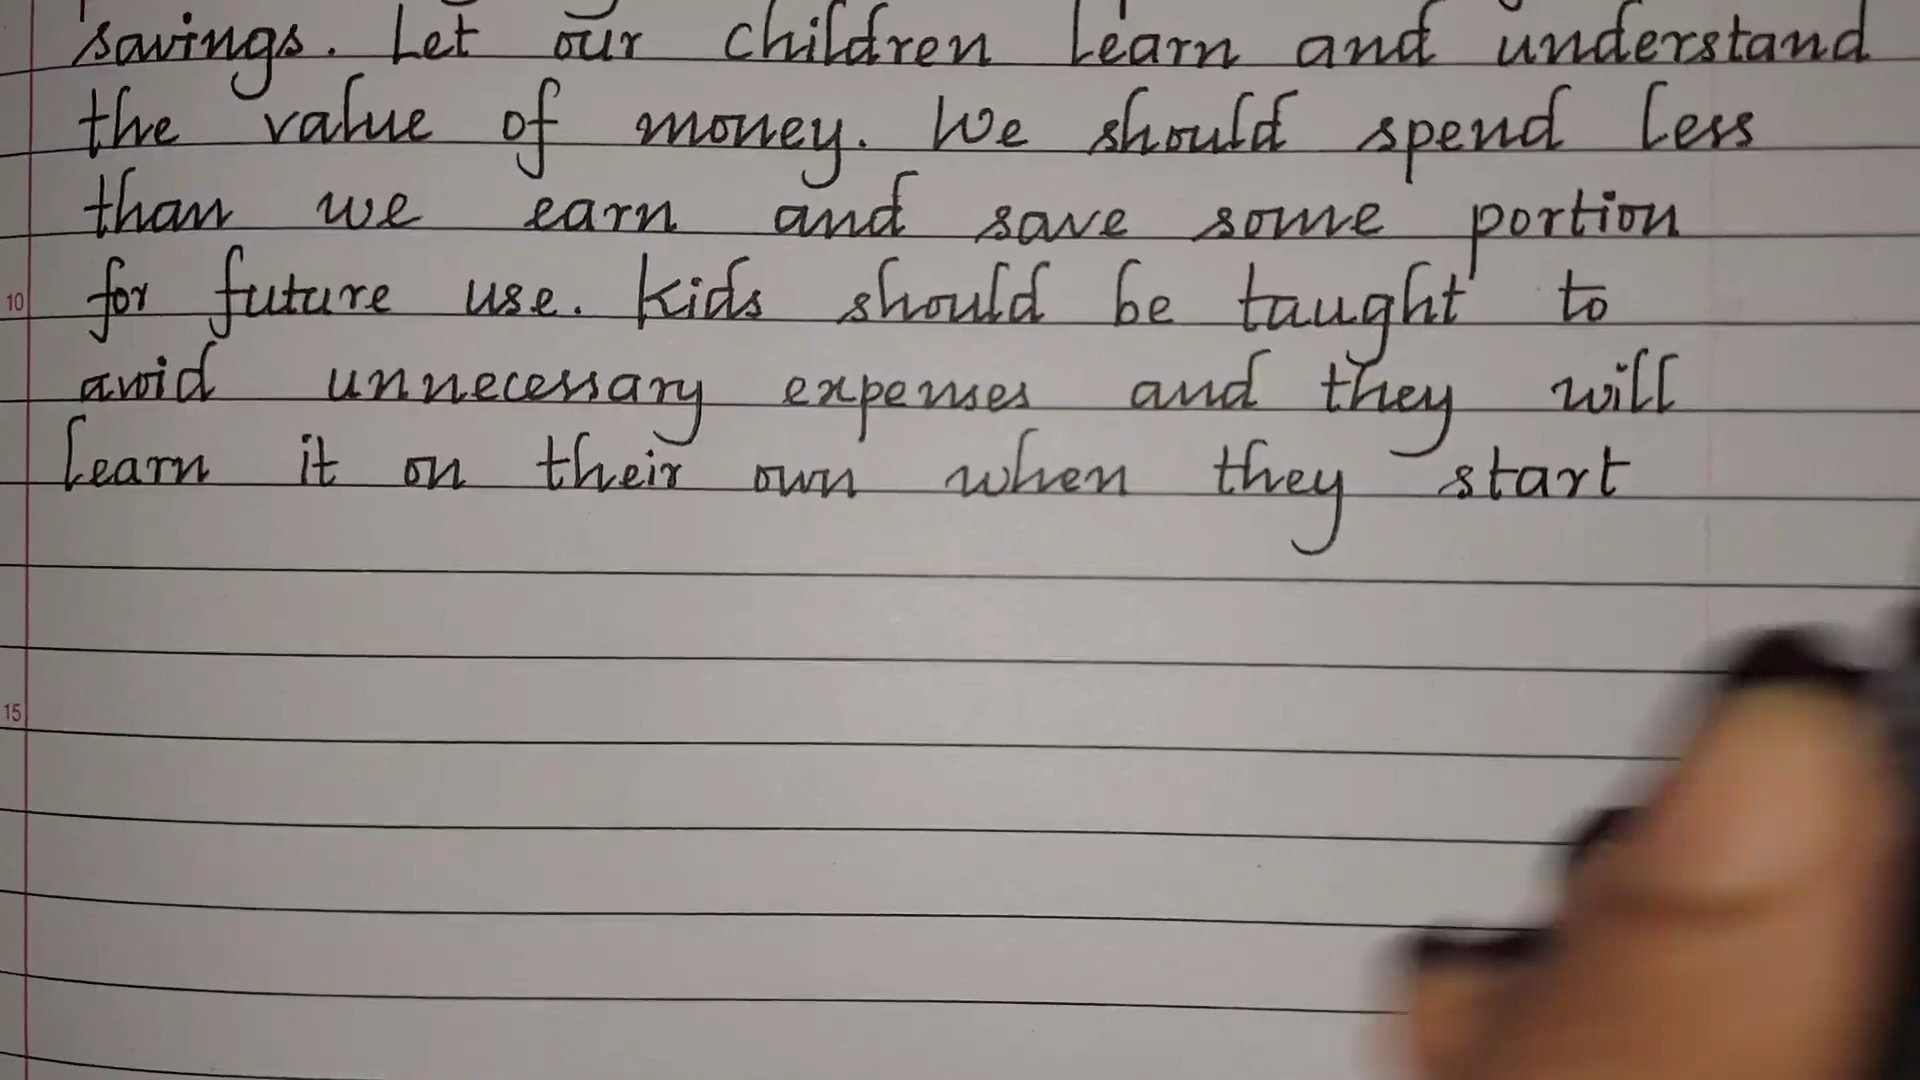 savings. Let our children learn and understand
the value of money. We should spend less
than we earn and save some portion
10 for future use. Kids should be taught to
avoid unnecessary expenses and they will
learn it on their own when they start
15